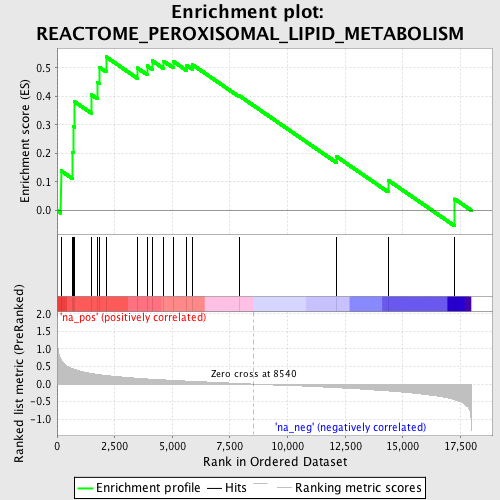 Enrichment plot:
REACTOME_PEROXISOMAL_LIPID_METABOLISM
Enrichment score (ES)
0.5
0.4
0.3
0.2
0.1
0.0
'na_pos' (positively correlated)
Ranked list metric (PreRanked)
2.0
1.5
1.0
0.5
0.0
-0.5
-1.0
Zero cross at 8540
'na_neg' (negatively correlated)
0
2,500
5,000
7,500
10,000
12,500
15,000
17,500
Rank in Ordered Dataset
Enrichment profile
Hits
Ranking metric scores